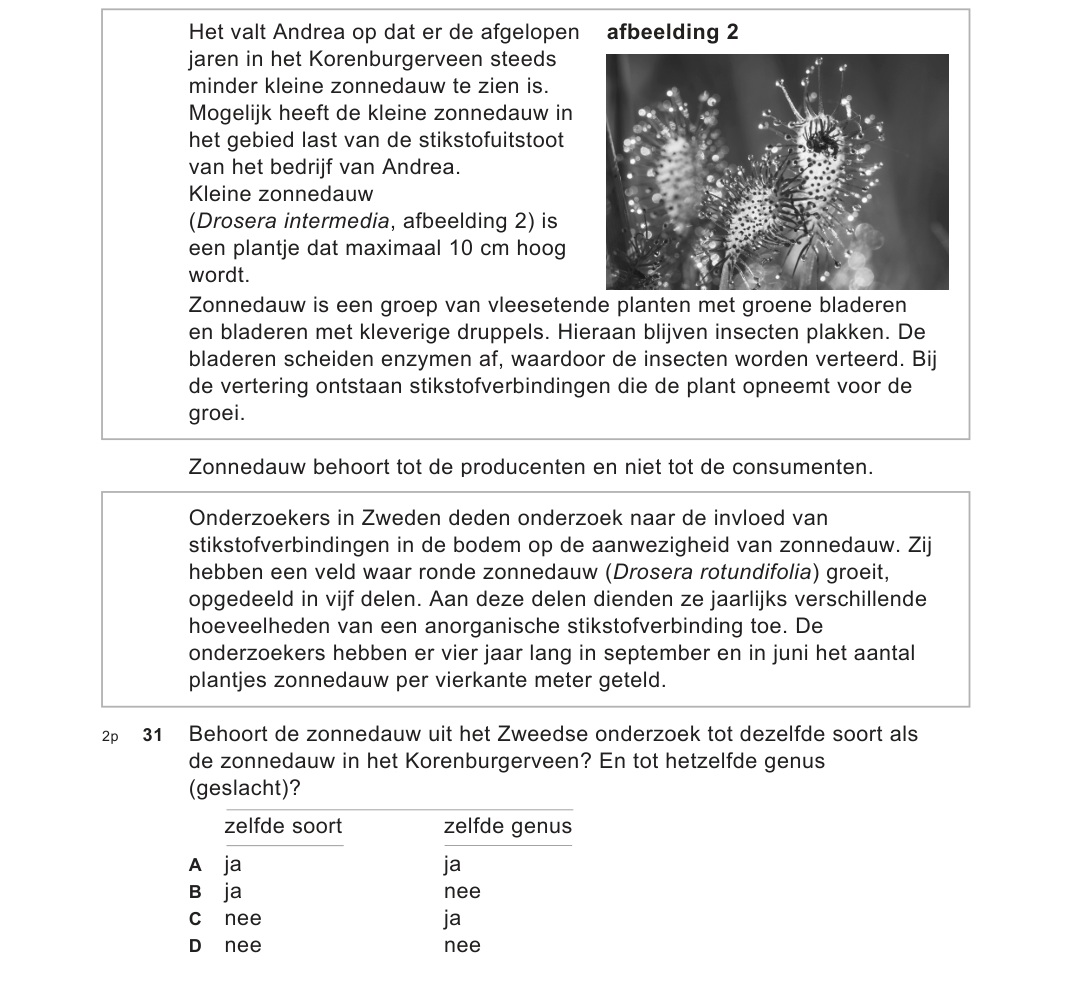 Het valt Andrea op dat er de afgelopen
jaren in het Korenburgerveen steeds
minder kleine zonnedauw te zien is.
Mogelijk heeft de kleine zonnedauw in
het gebied last van de stikstofuitstoot
van het bedrijf van Andrea.
Kleine zonnedauw
(Drosera intermedia, afbeelding 2) is
een plantje dat maximaal 10 cm hoog
wordt.
afbeelding 2
Zonnedauw is een groep van vleesetende planten met groene bladeren
en bladeren met kleverige druppels. Hieraan blijven insecten plakken. De
bladeren scheiden enzymen af, waardoor de insecten worden verteerd. Bij
de vertering ontstaan stikstofverbindingen die de plant opneemt voor de
groei.
Zonnedauw behoort tot de producenten en niet tot de consumenten.
Onderzoekers in Zweden deden onderzoek naar de invloed van
stikstofverbindingen in de bodem op de aanwezigheid van zonnedauw. Zij
hebben een veld waar ronde zonnedauw (Drosera rotundifolia) groeit,
opgedeeld in vijf delen. Aan deze delen dienden ze jaarlijks verschillende
hoeveelheden van een anorganische stikstofverbinding toe. De
onderzoekers hebben er vier jaar lang in september en in juni het aantal
plantjes zonnedauw per vierkante meter geteld.
2p 31 Behoort de zonnedauw uit het Zweedse onderzoek tot dezelfde soort als
de zonnedauw in het Korenburgerveen? En tot hetzelfde genus
(geslacht)?
zelfde soort zelfde genus
A ja ja
B ja nee
C nee ja
D nee nee